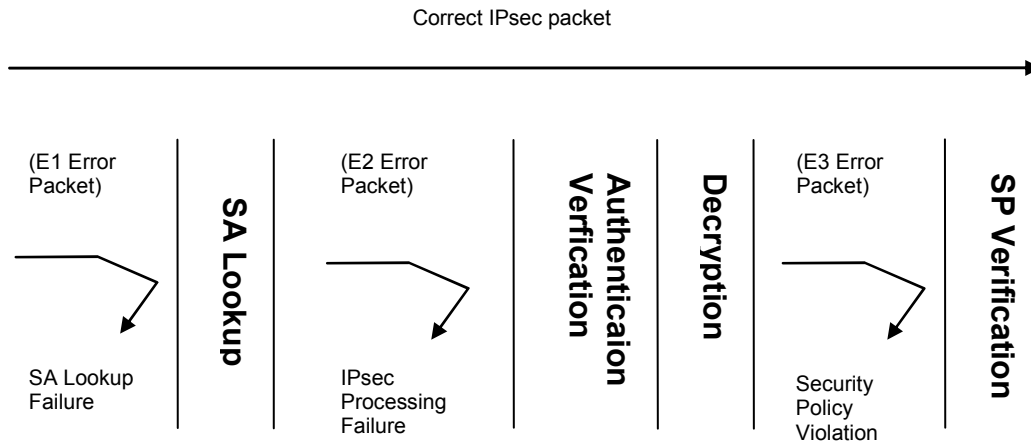 Correct IPsec packet
(E1 Error
Packet)
SA Lookup
Failure
SA Lookup
(E2 Error
Packet)
IPsec
Processing
Failure
Authenticaion
Verfication
Decryption
(E3 Error
Packet)
Security
Policy
Violation
SP Verification